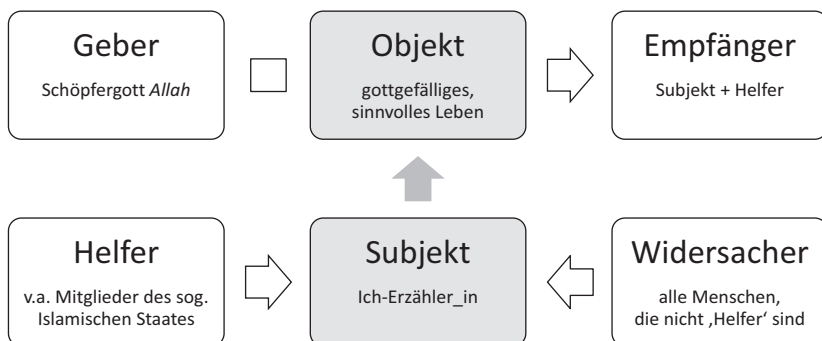 Geber
Schöpfergott Allah
Objekt
gottgefälliges,
sinnvolles Leben
Empfänger
Subjekt + Helfer
Helfer
v.a. Mitglieder des sog.
Islamischen Staates
Subjekt
Ich-Erzähler_in
Widersacher
alle Menschen,
die nicht ‚Helfer‘ sind